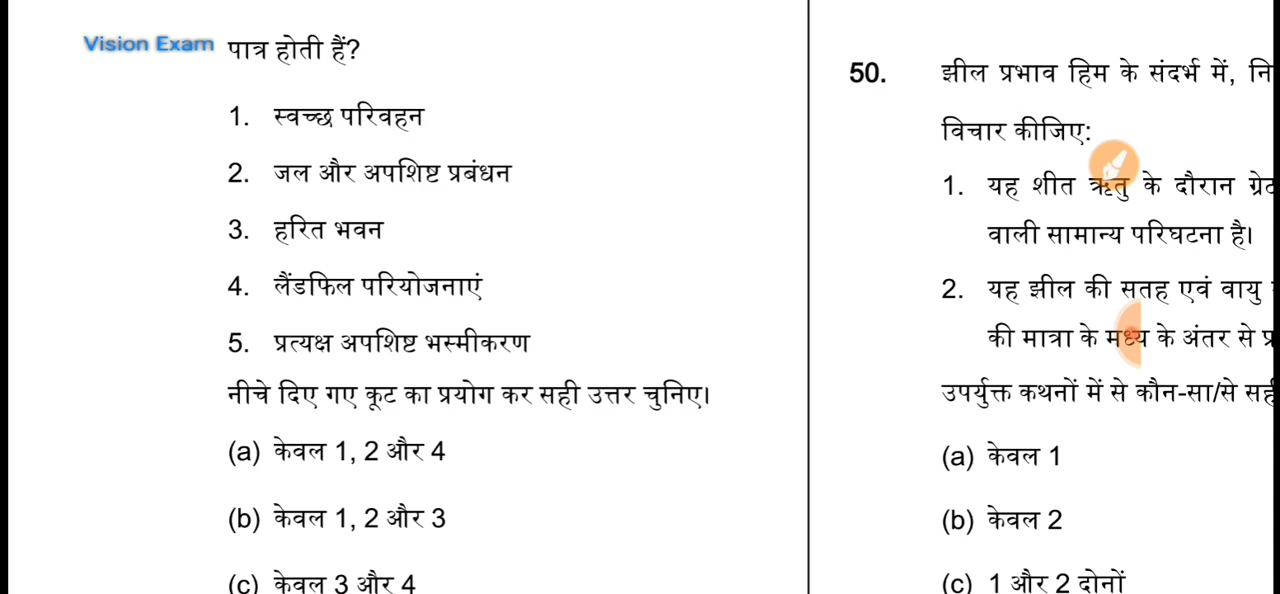 Vision Exam पात्र होती हैं?
1. स्वच्छ परिवहन
2. जल और अपशिष्ट प्रबंधन
3. हरित भवन
4. लैंडफिल परियोजनाएं
5. प्रत्यक्ष अपशिष्ट भस्मीकरण
नीचे दिए गए कूट का प्रयोग कर सही उत्तर चुनिए।
(a) केवल 1, 2 और 4
(b) केवल 1, 2 और 3
(c) केवल 3 और 4
50. झील प्रभाव हिम के संदर्भ में,
विचार कीजिए:
1. यह शीत ऋतु के दौरान
वाली सामान्य परिघटना है।
2. यह झील की सतह एवं वायु
की मात्रा के मध्य के अंतर से
उपर्युक्त कथनों में से कौन-सा/से
(a) केवल 1
(b) केवल 2
(c) 1 और 2 दोनों